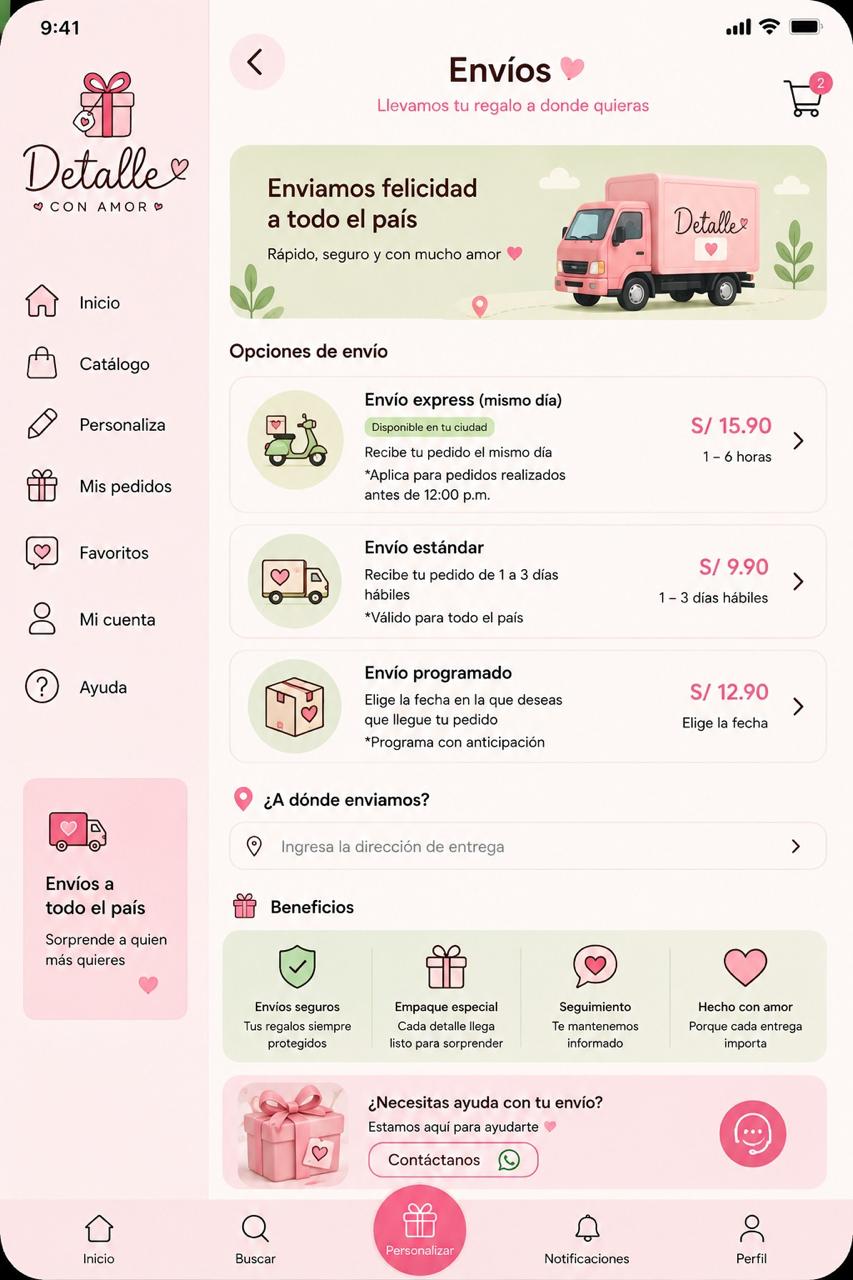 9:41
Detalle
CON AMOR
Inicio
Catálogo
Personaliza
Mis pedidos
Favoritos
Mi cuenta
Ayuda
Envíos a
todo el país
Sorprende a quien
más quieres
Envíos
Llevamos tu regalo a donde quieras
2
Enviamos felicidad
a todo el país
Rápido, seguro y con mucho amor
Detalle
Opciones de envío
Envío express (mismo día)
Disponible en tu ciudad
Recibe tu pedido el mismo día
*Aplica para pedidos realizados
antes de 12:00 p.m.
S/ 15.90
1 – 6 horas
Envío estándar
Recibe tu pedido de 1 a 3 días
hábiles
*Válido para todo el país
S/ 9.90
1 – 3 días hábiles
Envío programado
Elige la fecha en la que deseas
que llegue tu pedido
*Programa con anticipación
S/ 12.90
Elige la fecha
¿A dónde enviamos?
Ingresa la dirección de entrega
Beneficios
Envíos seguros
Tus regalos siempre
protegidos
Empaque especial
Cada detalle llega
listo para sorprender
Seguimiento
Te mantenemos
informado
Hecho con amor
Porque cada entrega
importa
¿Necesitas ayuda con tu envío?
Estamos aquí para ayudarte
Contáctanos
Inicio
Buscar
Personalizar
Notificaciones
Perfil